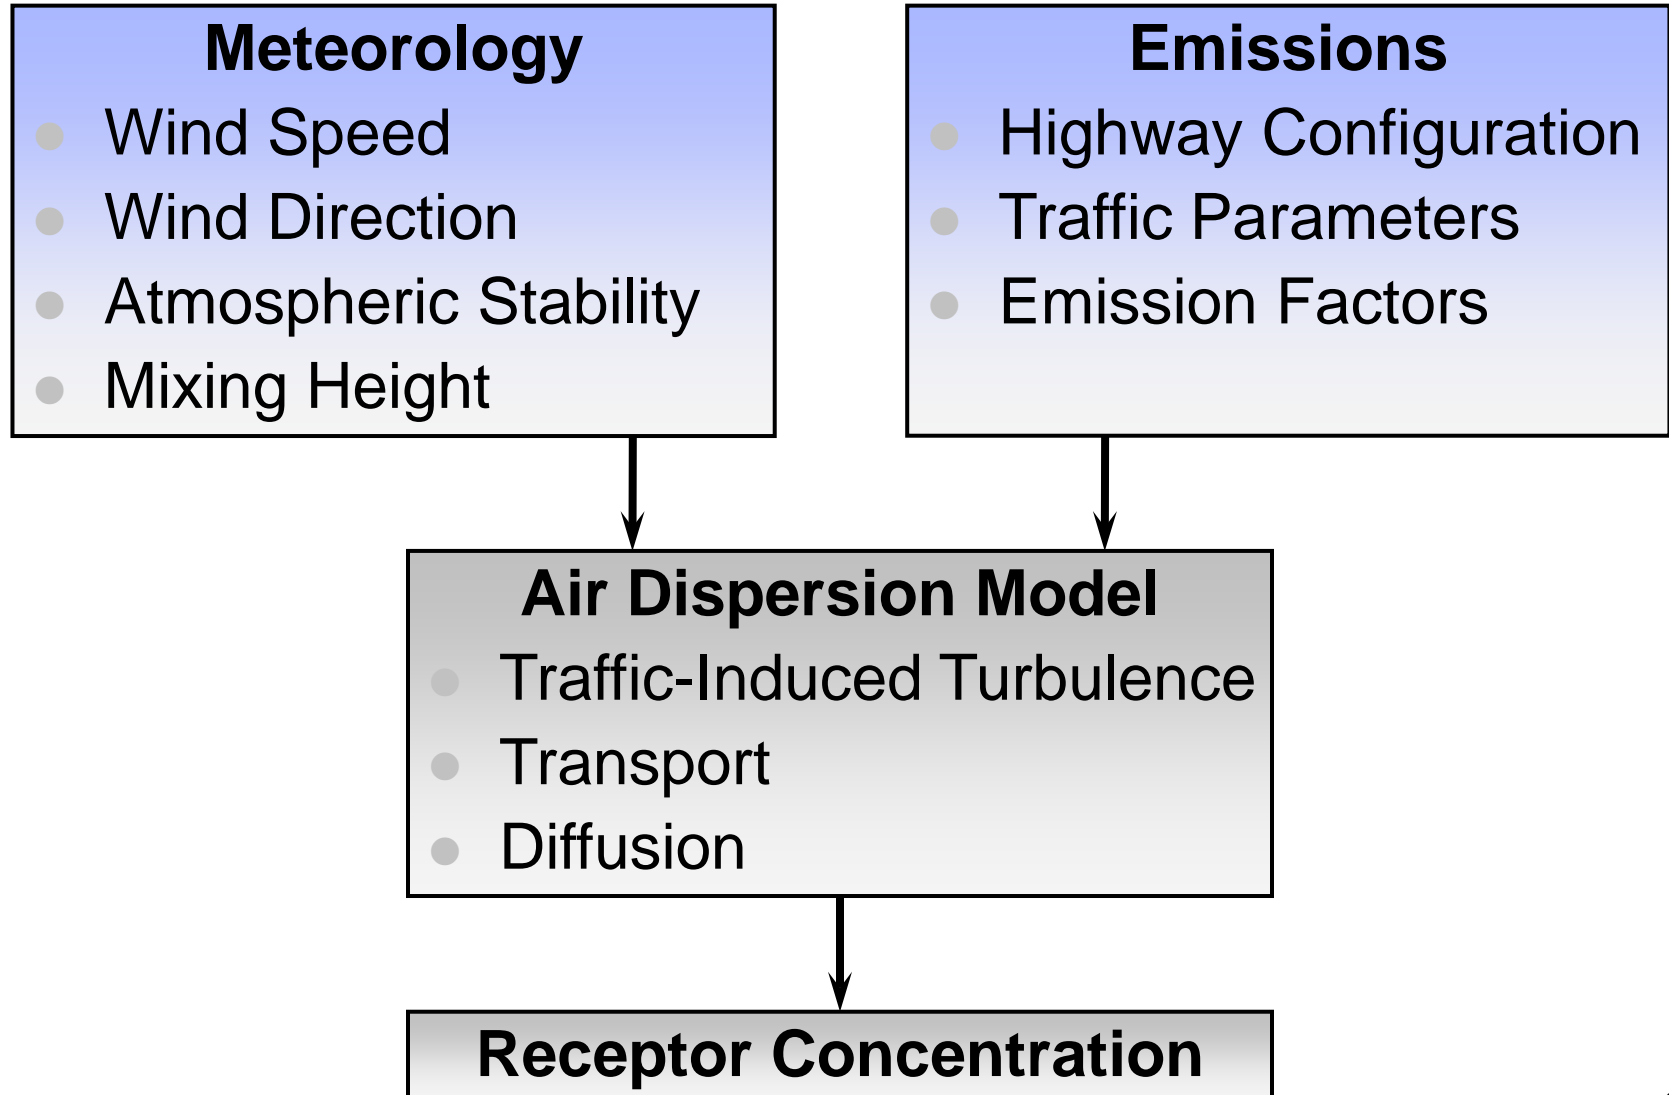 Meteorology
Wind Speed
Wind Direction
Atmospheric Stability
Mixing Height
Emissions
Highway Configuration
Traffic Parameters
Emission Factors
Air Dispersion Model
Traffic-Induced Turbulence
Transport
Diffusion
Receptor Concentration